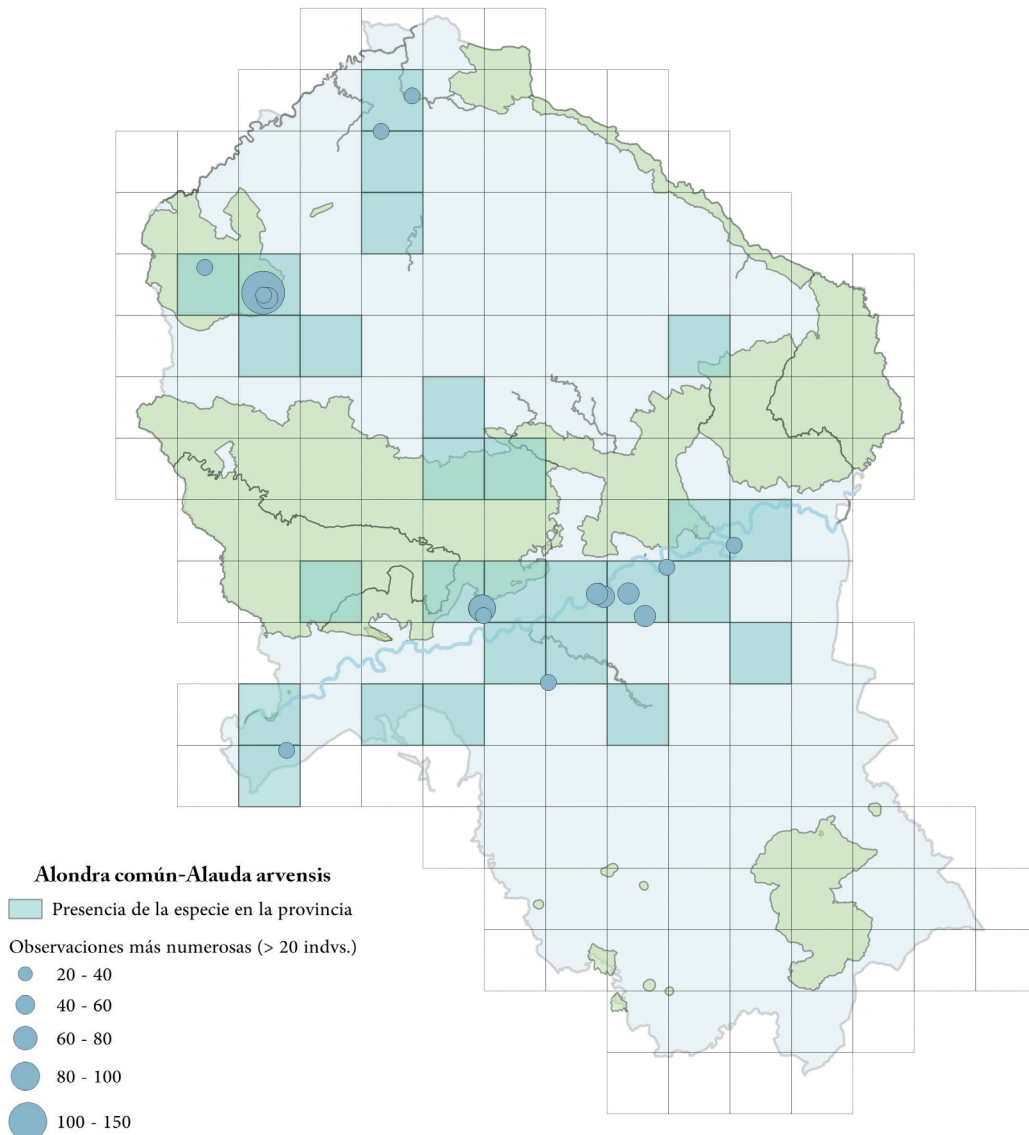 Alondra común-Alauda arvensis
Presencia de la especie en la provincia
Observaciones más numerosas (> 20 indvs.)
20 - 40
40 - 60
60 - 80
80 - 100
100 - 150